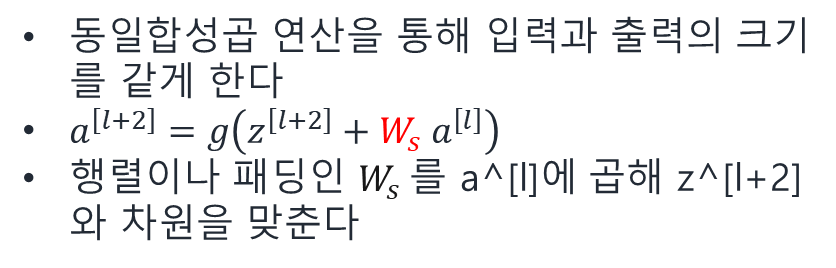 • 동일합성곱 연산을 통해 입력과 출력의 크기
를 같게 한다
• a^[l+2] = g(z^[l+2] + W_s a^[l])
• 행렬이나 패딩인 W_s 를 a^[l]에 곱해 z^[l+2]
와 차원을 맞춘다